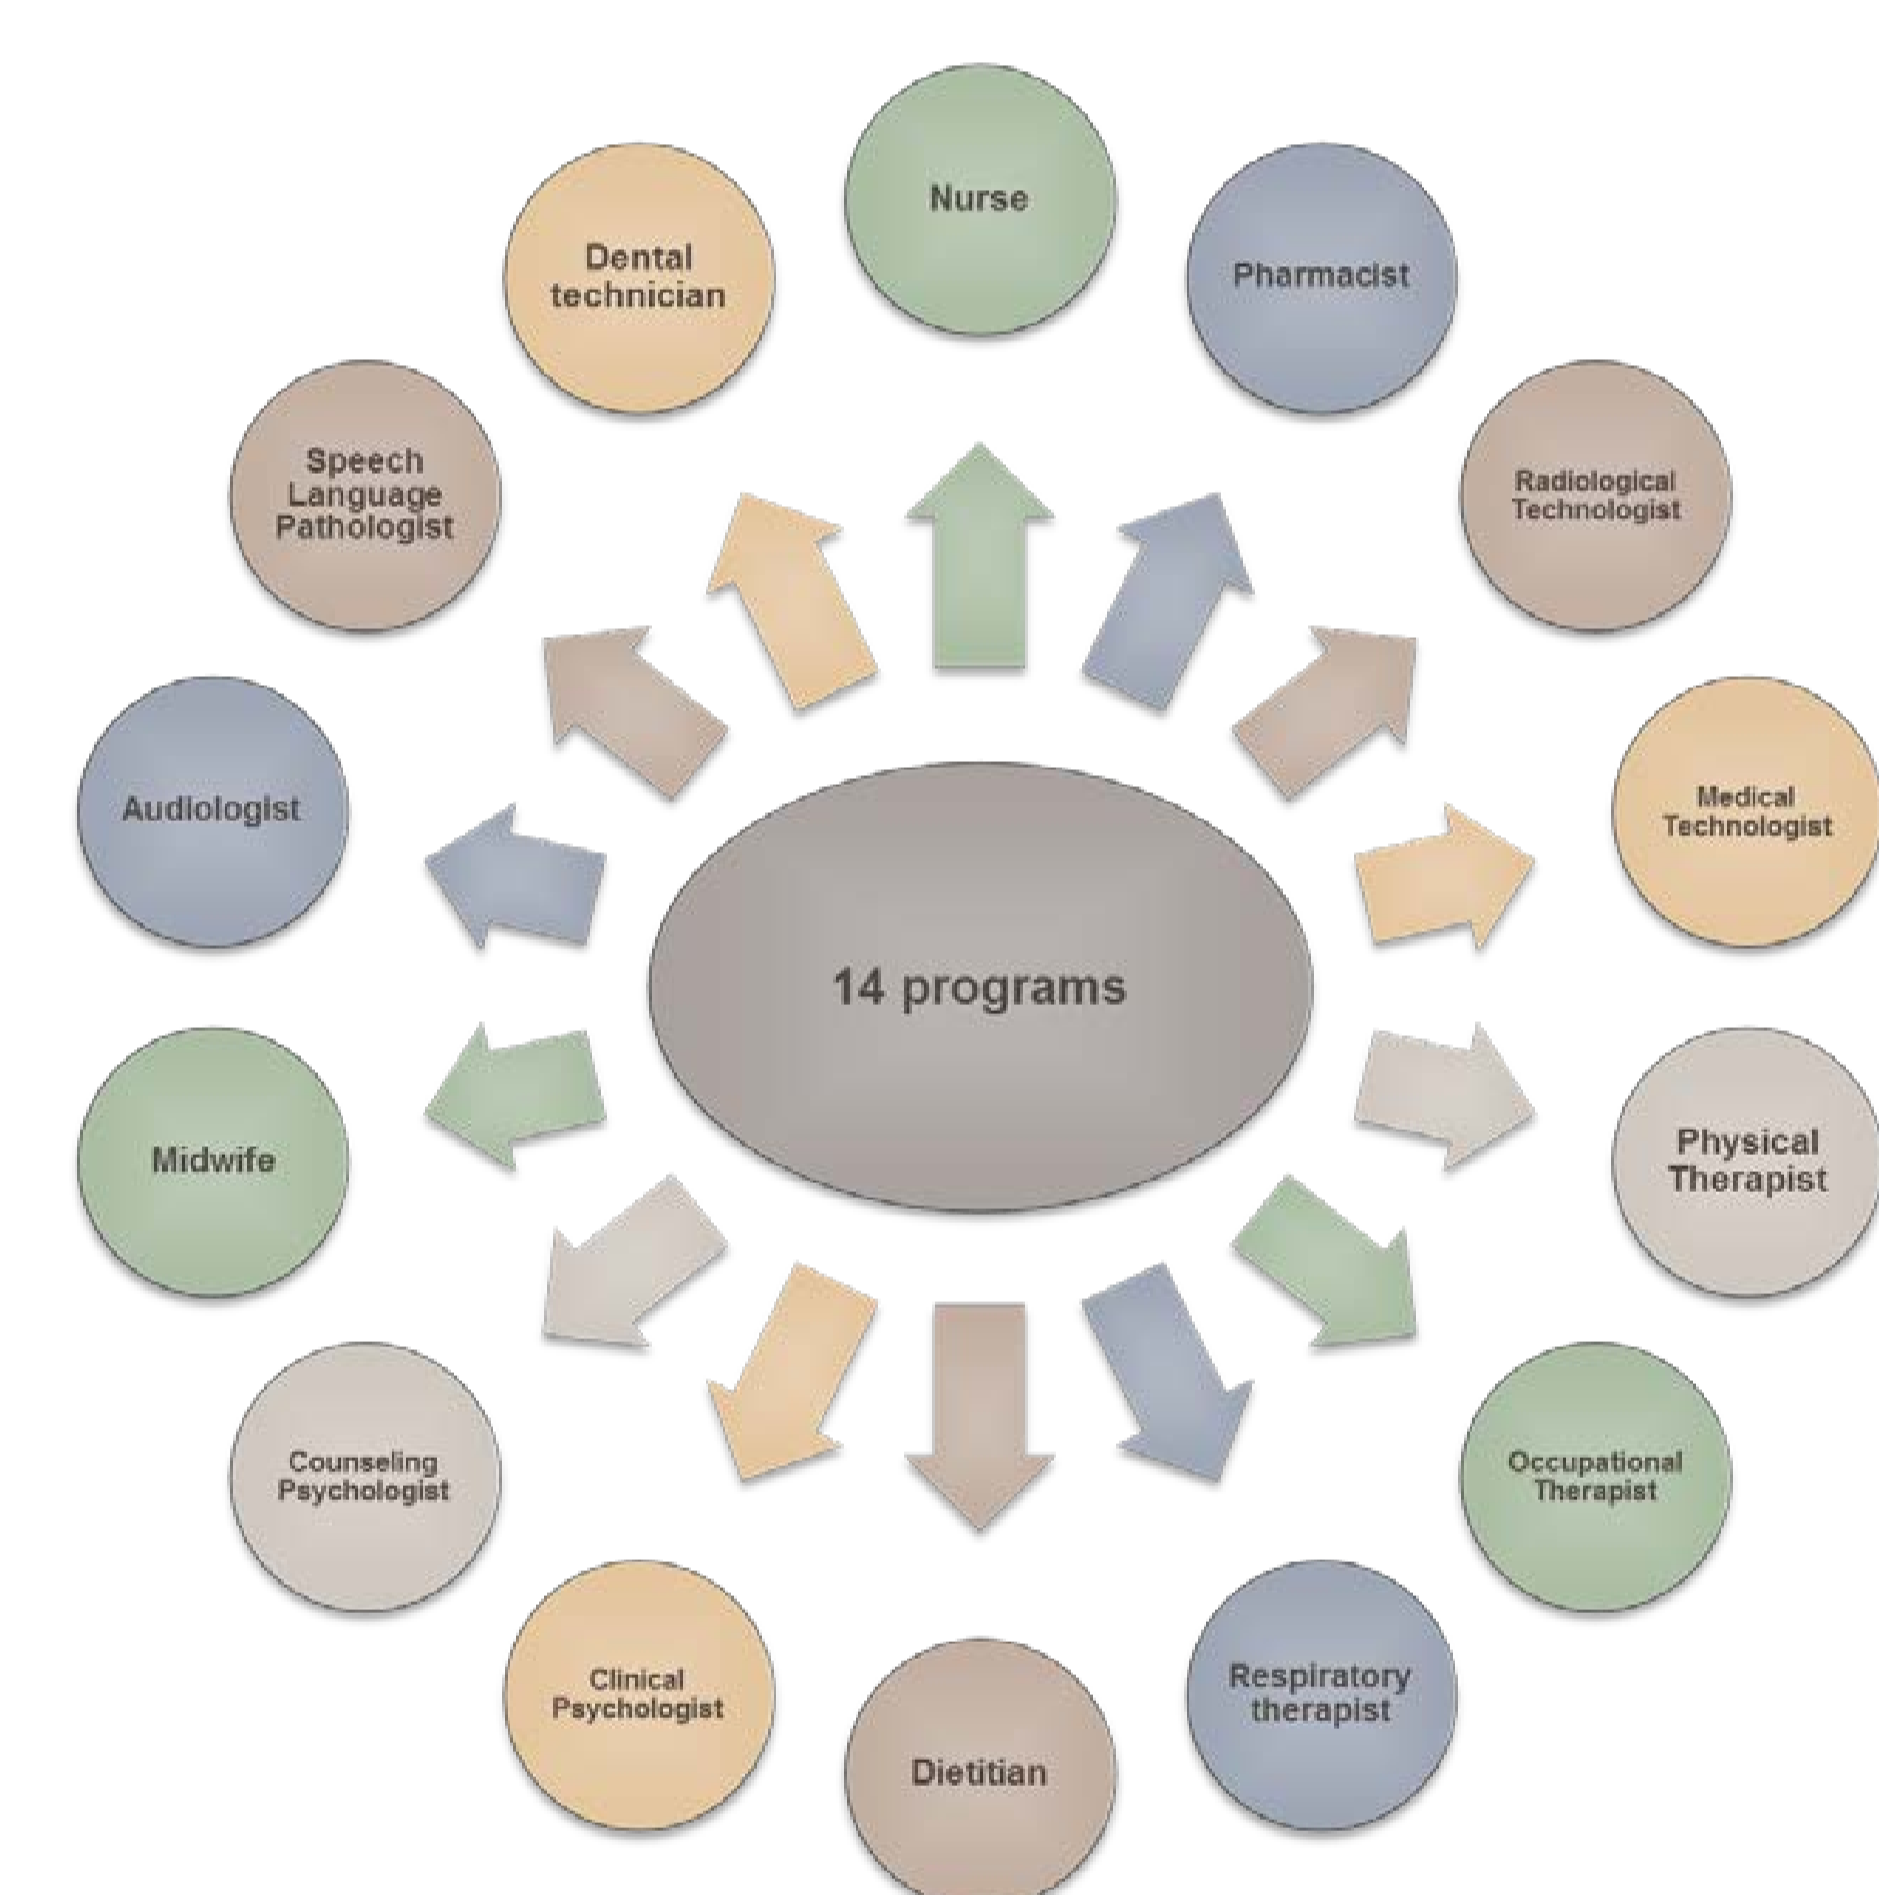 Nurse
Pharmacist
Radiological
Technologist
Medical
Technologist
Physical
Therapist
Occupational
Therapist
Respiratory
therapist
Dietitian
Clinical
Psychologist
Counseling
Psychologist
Midwife
Audiologist
Speech
Language
Pathologist
Dental
technician
14 programs